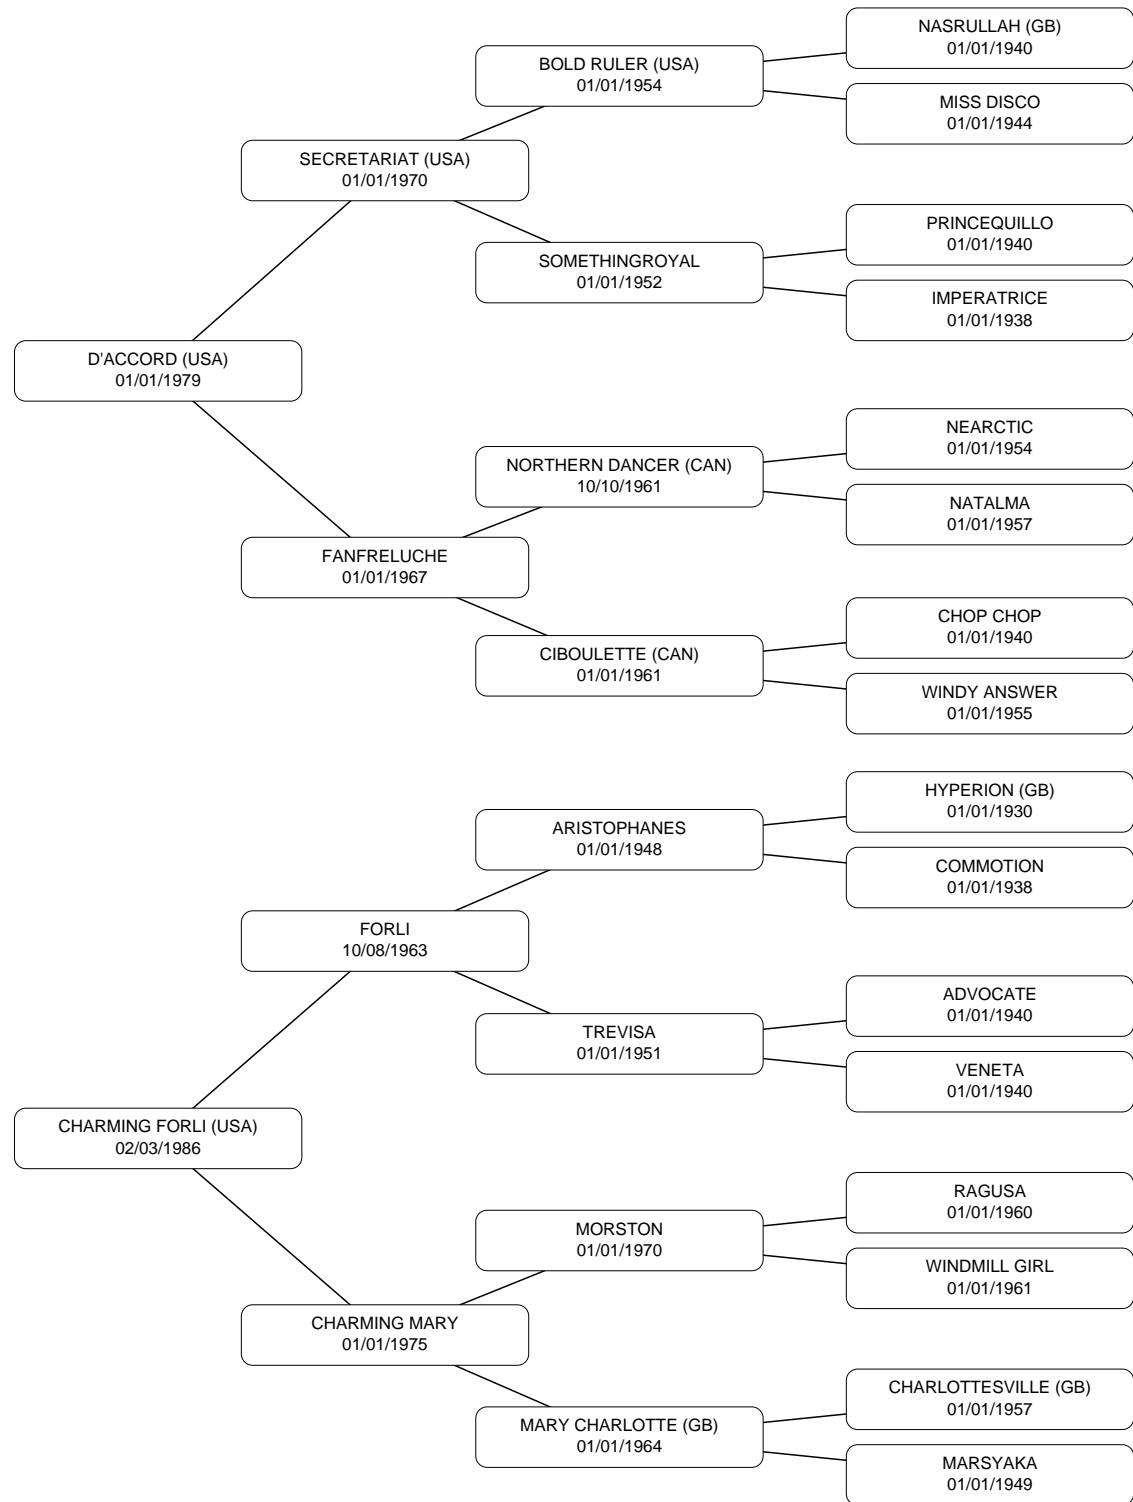 NASRULLAH (GB)
01/01/1940
BOLD RULER (USA)
01/01/1954
MISS DISCO
01/01/1944
SECRETARIAT (USA)
01/01/1970
PRINCEQUILLO
01/01/1940
SOMETHINGROYAL
01/01/1952
IMPERATRICE
01/01/1938
D'ACCORD (USA)
01/01/1979
NEARCTIC
01/01/1954
NORTHERN DANCER (CAN)
10/10/1961
NATALMA
01/01/1957
FANFRELUCHE
01/01/1967
CHOP CHOP
01/01/1940
CIBOULETTE (CAN)
01/01/1961
WINDY ANSWER
01/01/1955
HYPERION (GB)
01/01/1930
ARISTOPHANES
01/01/1948
COMMOTION
01/01/1938
FORLI
10/08/1963
ADVOCATE
01/01/1940
TREVISA
01/01/1951
VENETA
01/01/1940
CHARMING FORLI (USA)
02/03/1986
RAGUSA
01/01/1960
MORSTON
01/01/1970
WINDMILL GIRL
01/01/1961
CHARMING MARY
01/01/1975
CHARLOTTESVILLE (GB)
01/01/1957
MARY CHARLOTTE (GB)
01/01/1964
MARSYAKA
01/01/1949